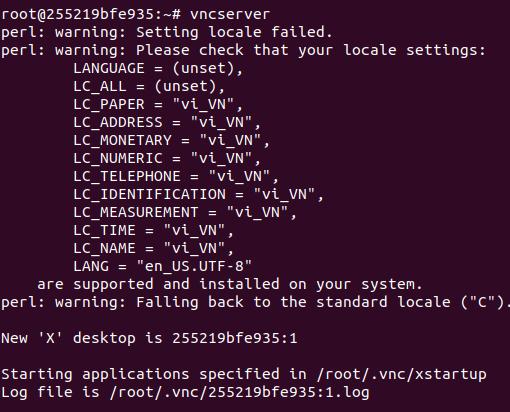 root@255219bfe935:~# vncserver
perl: warning: Setting locale failed.
perl: warning: Please check that your locale settings:
LANGUAGE = (unset),
LC_ALL = (unset),
LC_PAPER = "vi_VN",
LC_ADDRESS = "vi_VN",
LC_MONETARY = "vi_VN",
LC_NUMERIC = "vi_VN",
LC_TELEPHONE = "vi_VN",
LC_IDENTIFICATION = "vi_VN",
LC_MEASUREMENT = "vi_VN",
LC_TIME = "vi_VN",
LC_NAME = "vi_VN",
LANG = "en_US.UTF-8"
are supported and installed on your system.
perl: warning: Falling back to the standard locale ("C").
New 'X' desktop is 255219bfe935:1
Starting applications specified in /root/.vnc/xstartup
Log file is /root/.vnc/255219bfe935:1.log